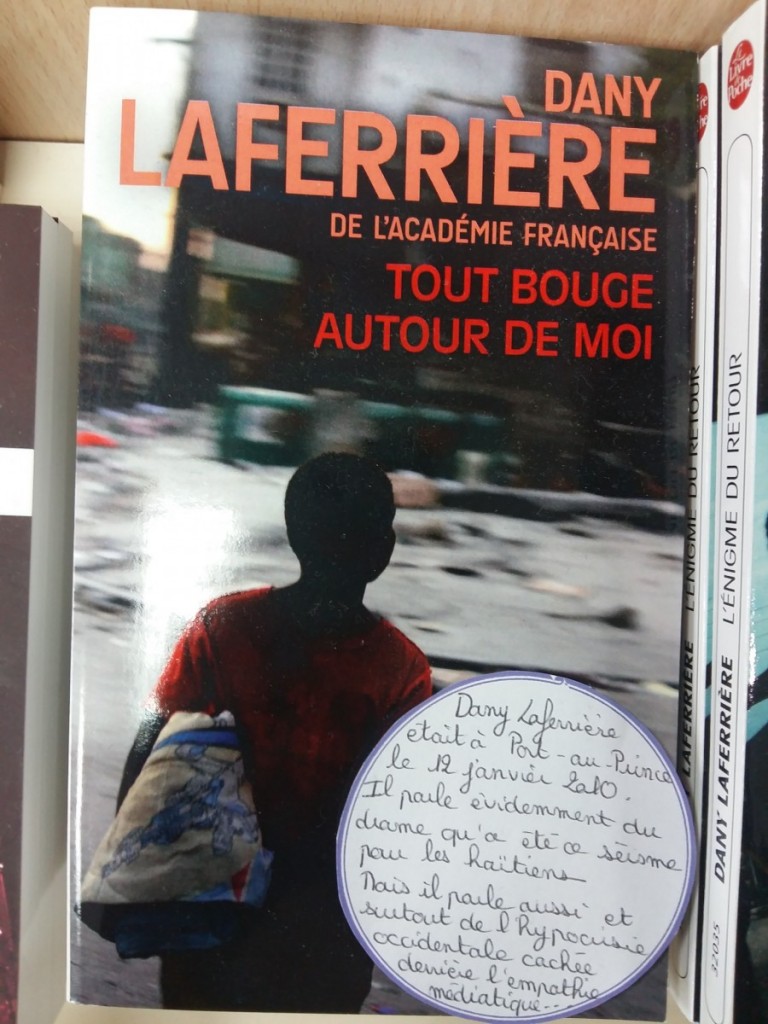 DANY
LAFERRIÈRE
DE L'ACADÉMIE FRANÇAISE
TOUT BOUGE
AUTOUR DE MOI
Dany Laferrière
était à Port-au-Prince
le 12 janvier 2010.
Il parle évidemment du
drame qu'a été ce séisme
pour les haïtiens
Mais il parle aussi et
surtout de l'hypocrisie
occidentale cachée
derrière l'empathie
médiatique...
LAFERRIÈRE L'ÉNIGME DU RETOUR
Le Livre de Poche
DANY LAFERRIÈRE L'ÉNIGME DU RETOUR
32035